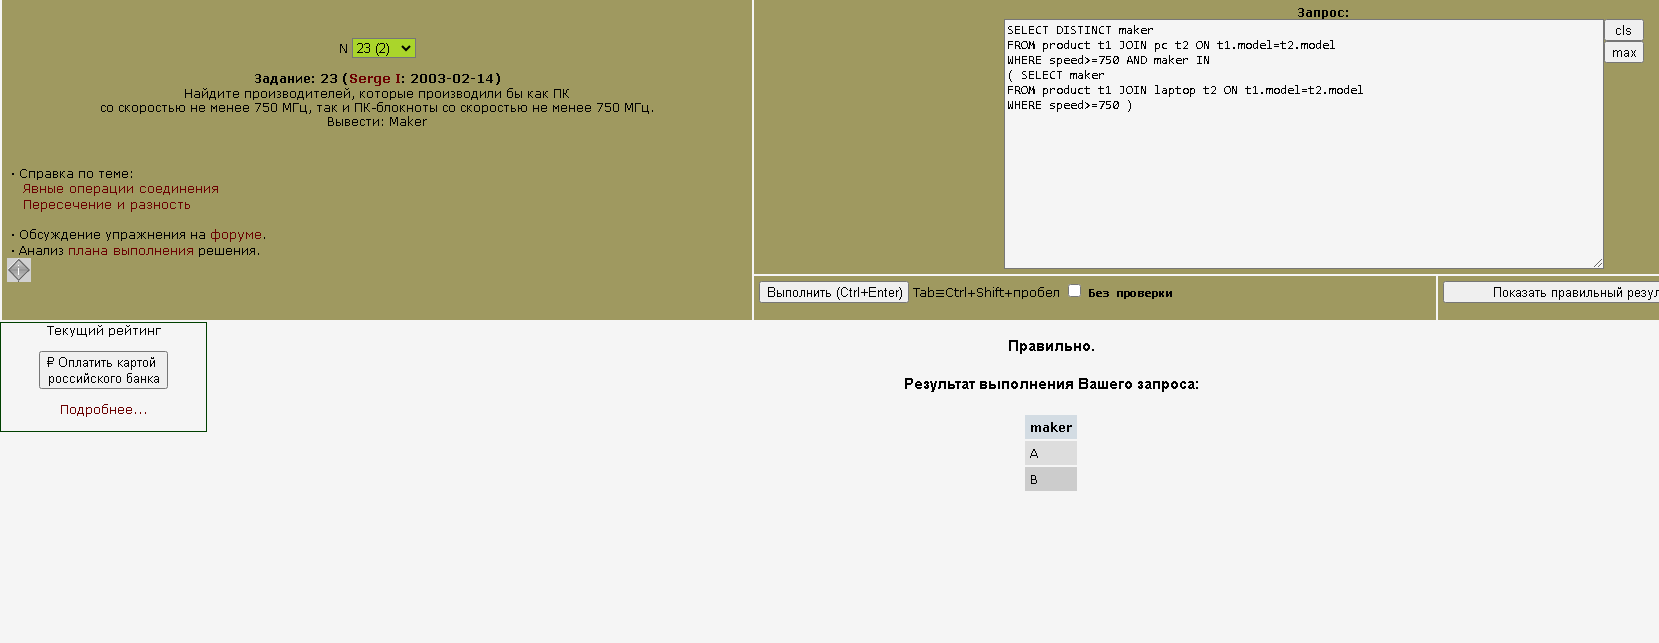 N 23 (2)
Задание: 23 (Serge I: 2003-02-14)
Найдите производителей, которые производили бы как ПК
со скоростью не менее 750 МГц, так и ПК-блокноты со скоростью не менее 750 МГц.
Вывести: Maker
· Справка по теме:
Явные операции соединения
Пересечение и разность
· Обсуждение упражнения на форуме.
· Анализ плана выполнения решения.
Запрос:
SELECT DISTINCT maker
FROM product t1 JOIN pc t2 ON t1.model=t2.model
WHERE speed>=750 AND maker IN
( SELECT maker
FROM product t1 JOIN laptop t2 ON t1.model=t2.model
WHERE speed>=750 )
cls
max
Выполнить (Ctrl+Enter) Tab≡Ctrl+Shift+пробел Без проверки
Показать правильный резул
Текущий рейтинг
₽ Оплатить картой
российского банка
Подробнее...
Правильно.
Результат выполнения Вашего запроса:
maker
A
B